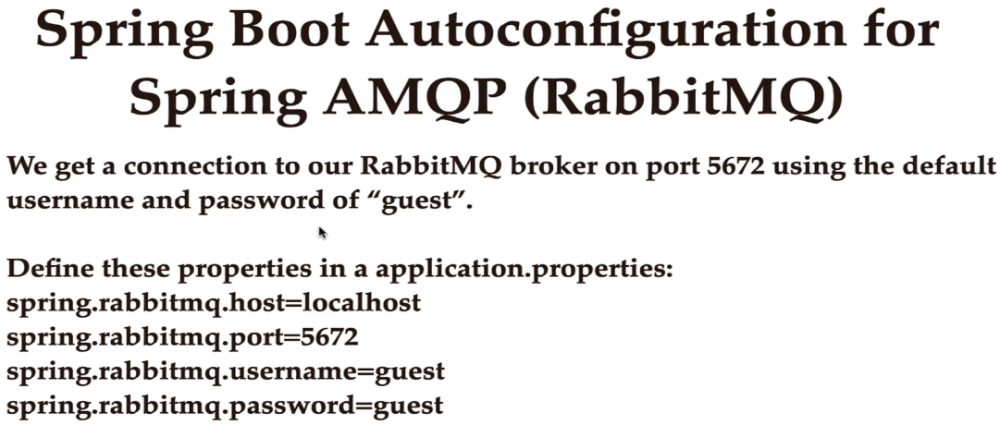 Spring Boot Autoconfiguration for
Spring AMQP (RabbitMQ)
We get a connection to our RabbitMQ broker on port 5672 using the default
username and password of “guest”.
Define these properties in a application.properties:
spring.rabbitmq.host=localhost
spring.rabbitmq.port=5672
spring.rabbitmq.username=guest
spring.rabbitmq.password=guest